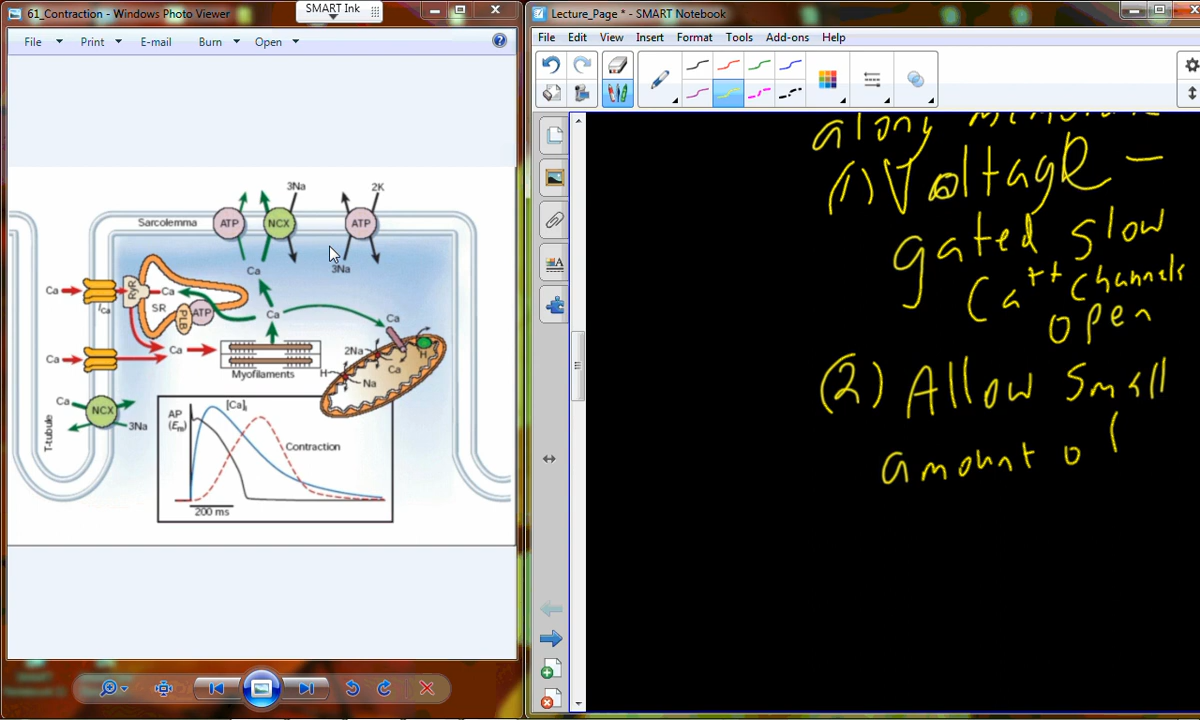 61_Contraction - Windows Photo Viewer
SMART Ink
File Print E-mail Burn Open
Sarcolemma
ATP
NCX
3Na
ATP
2K
3Na
Ca
Ca
RyR
Ca
SR
PLB
ATP
Ca
Ca
ICa
Ca
Ca
Myofilaments
2Na
H
Na
Ca
H
Ca
NCX
3Na
T-tubule
AP
(Em)
[Ca]i
Contraction
200 ms
Lecture_Page * - SMART Notebook
File Edit View Insert Format Tools Add-ons Help
along
(1) Voltage -
gated slow
Ca++ channels
open
(2) Allow small
amount of